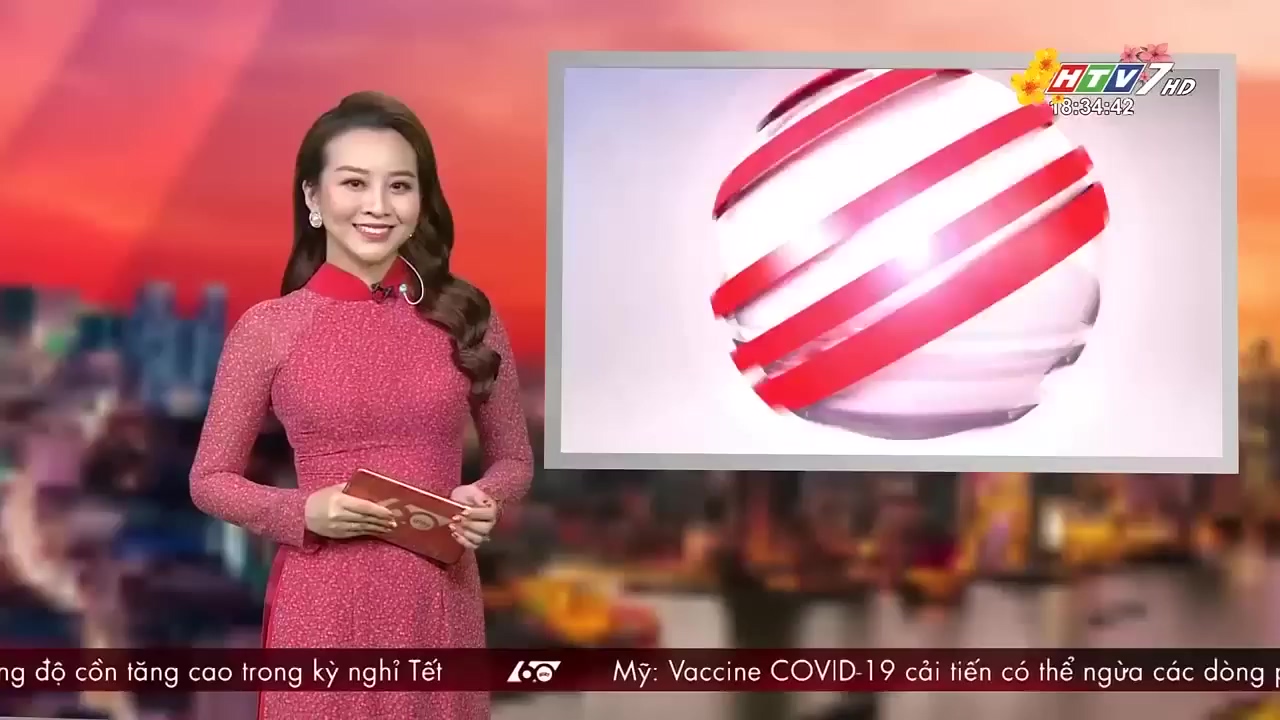 HTV7 HD
18:34:42
độ cồn tăng cao trong kỳ nghỉ Tết
60 Mỹ: Vaccine COVID-19 cải tiến có thể ngừa các dòng